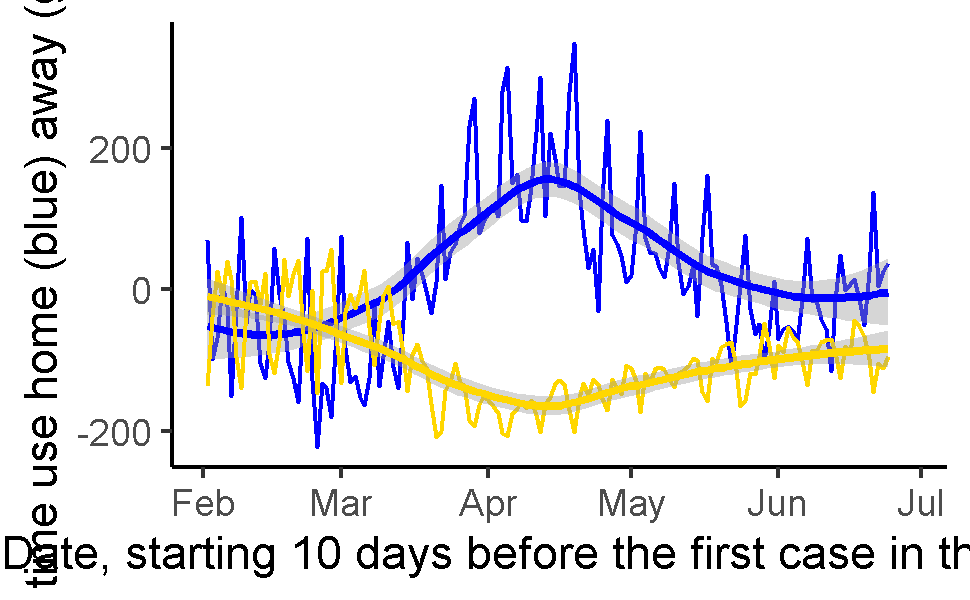 time use home (blue) away (
200
0
-200
Feb Mar Apr May Jun Jul
Date, starting 10 days before the first case in th